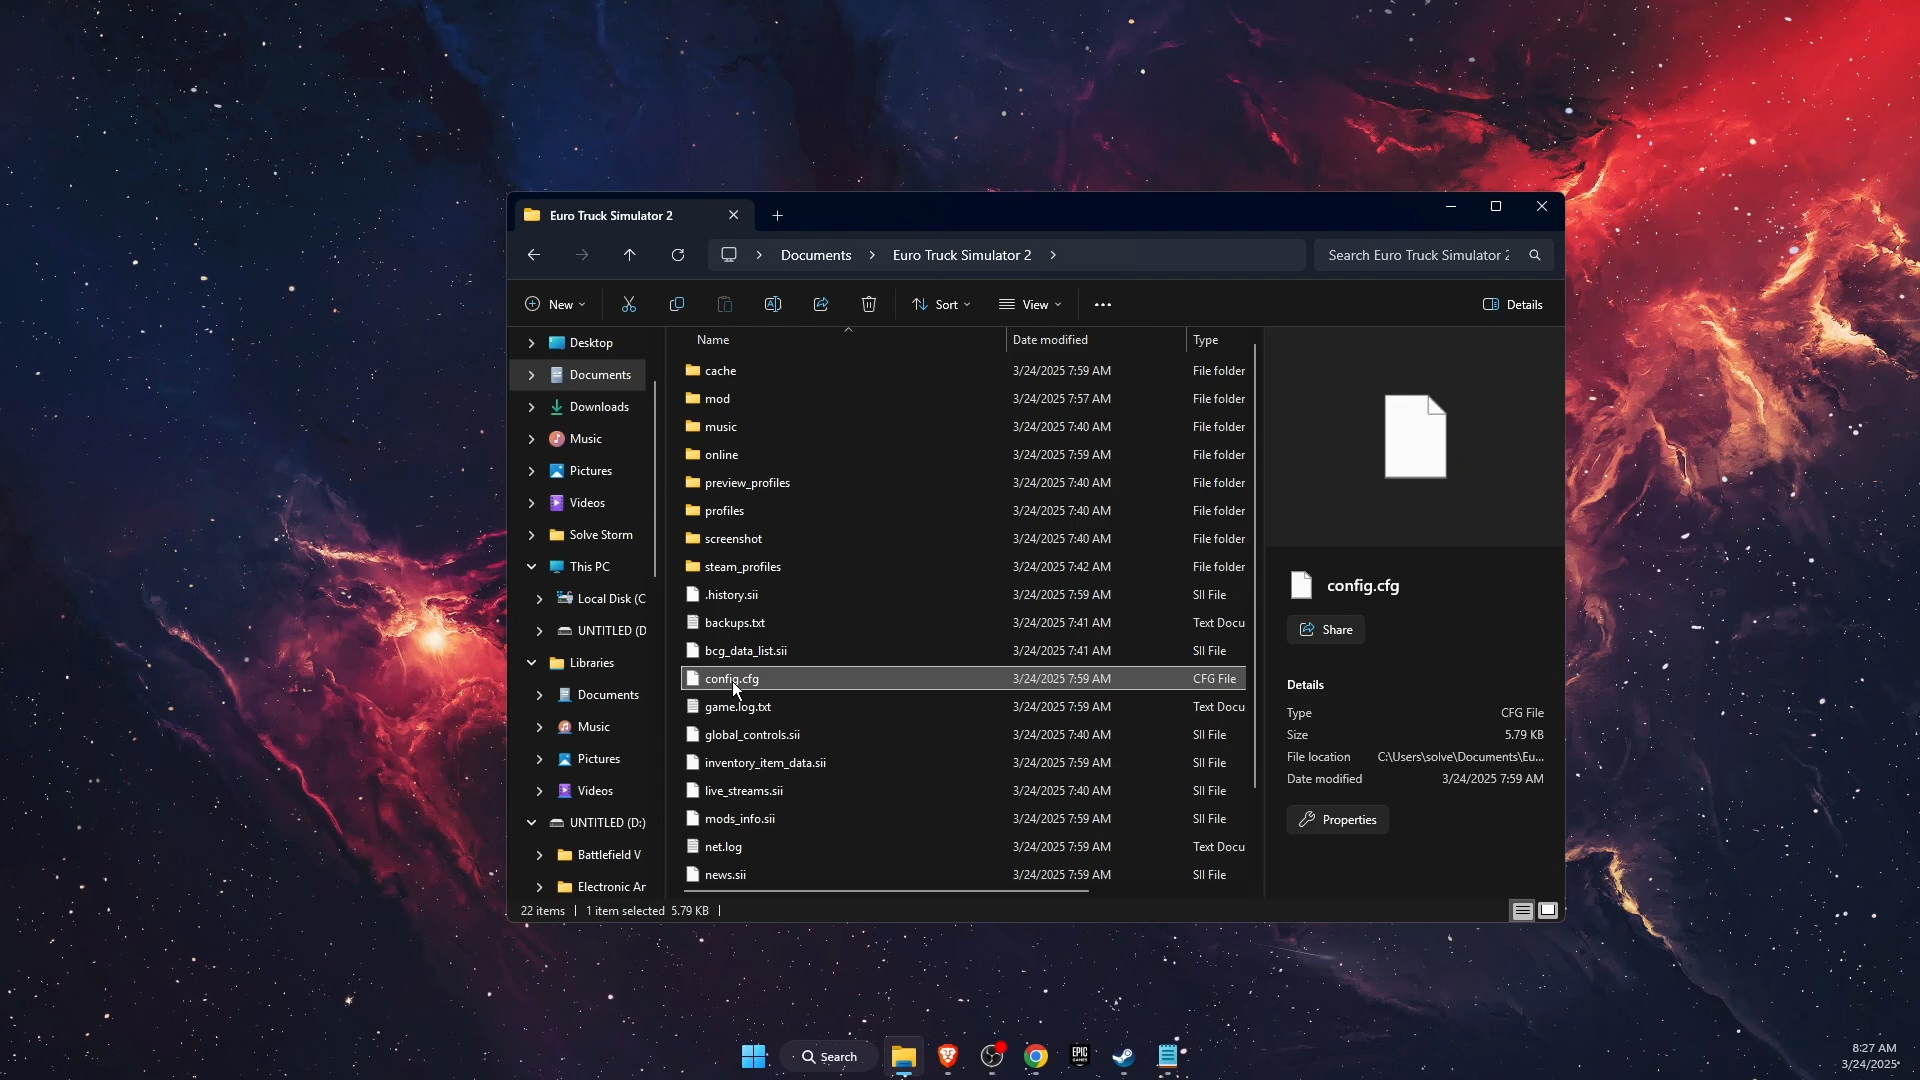 Euro Truck Simulator 2
Documents
Euro Truck Simulator 2
Search Euro Truck Simulator 2
New
Sort
View
Details
Desktop
Documents
Downloads
Music
Pictures
Videos
Solve Storm
This PC
Local Disk (C
UNTITLED (D
Libraries
Documents
Music
Pictures
Videos
UNTITLED (D:)
Battlefield V
Electronic Ar
Name Date modified Type
cache 3/24/2025 7:59 AM File folder
mod 3/24/2025 7:57 AM File folder
music 3/24/2025 7:40 AM File folder
online 3/24/2025 7:59 AM File folder
preview_profiles 3/24/2025 7:40 AM File folder
profiles 3/24/2025 7:40 AM File folder
screenshot 3/24/2025 7:40 AM File folder
steam_profiles 3/24/2025 7:42 AM File folder
.history.sii 3/24/2025 7:59 AM SII File
backups.txt 3/24/2025 7:41 AM Text Docu
bcg_data_list.sii 3/24/2025 7:41 AM SII File
config.cfg 3/24/2025 7:59 AM CFG File
game.log.txt 3/24/2025 7:59 AM Text Docu
global_controls.sii 3/24/2025 7:40 AM SII File
inventory_item_data.sii 3/24/2025 7:59 AM SII File
live_streams.sii 3/24/2025 7:40 AM SII File
mods_info.sii 3/24/2025 7:59 AM SII File
net.log 3/24/2025 7:59 AM Text Docu
news.sii 3/24/2025 7:59 AM SII File
config.cfg
Share
Details
Type CFG File
Size 5.79 KB
File location C:\Users\solve\Documents\Eu...
Date modified 3/24/2025 7:59 AM
Properties
22 items 1 item selected 5.79 KB
Search
EPIC
GAMES
8:27 AM
3/24/2025